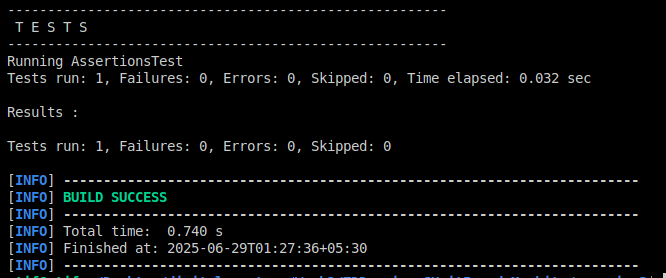 -------------------------------------------------------
 T E S T S
-------------------------------------------------------
Running AssertionsTest
Tests run: 1, Failures: 0, Errors: 0, Skipped: 0, Time elapsed: 0.032 sec

Results :

Tests run: 1, Failures: 0, Errors: 0, Skipped: 0

[INFO] ------------------------------------------------------------------------
[INFO] BUILD SUCCESS
[INFO] ------------------------------------------------------------------------
[INFO] Total time:  0.740 s
[INFO] Finished at: 2025-06-29T01:27:36+05:30
[INFO] ------------------------------------------------------------------------